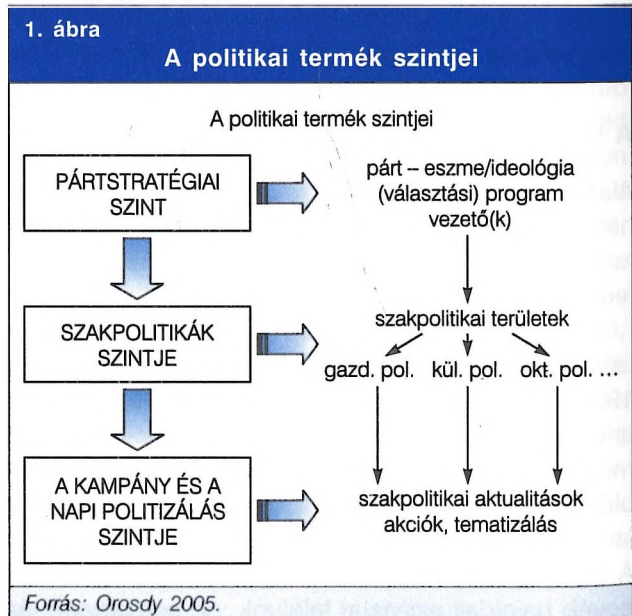 1. ábra
A politikai termék szintjei
A politikai termék szintjei
PÁRTSTRATÉGIAI
SZINT
párt – eszme/ideológia
(választási) program
vezető(k)
SZAKPOLITIKÁK
SZINTJE
szakpolitikai területek
gazd. pol. kül. pol. okt. pol. ...
A KAMPÁNY ÉS A
NAPI POLITIZÁLÁS
SZINTJE
szakpolitikai aktualitások
akciók, tematizálás
Forrás: Orosdy 2005.